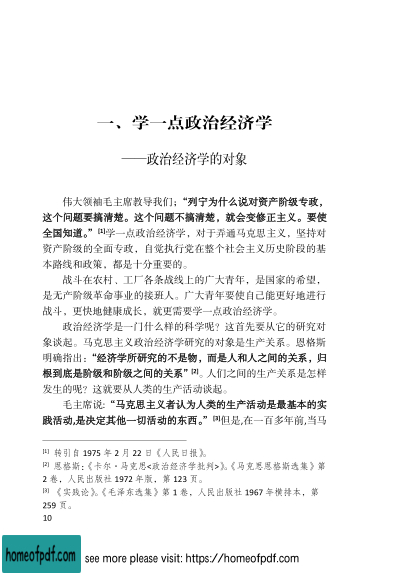 一、学一点政治经济学
——政治经济学的对象
伟大领袖毛主席教导我们：“列宁为什么说对资产阶级专政，
这个问题要搞清楚。这个问题不搞清楚，就会变修正主义。要使
全国知道。”[1]学一点政治经济学，对于弄通马克思主义，坚持对
资产阶级的全面专政，自觉执行党在整个社会主义历史阶段的基
本路线和政策，都是十分重要的。
战斗在农村、工厂各条战线上的广大青年，是国家的希望，
是无产阶级革命事业的接班人。广大青年要使自己能更好地进行
战斗，更快地健康成长，就更需要学一点政治经济学。
政治经济学是一门什么样的科学呢？这首先要从它的研究对
象谈起。马克思主义政治经济学研究的对象是生产关系。恩格斯
明确指出：“经济学所研究的不是物，而是人和人之间的关系，归
根到底是阶级和阶级之间的关系”[2]。人们之间的生产关系是怎样
发生的呢？这就要从人类的生产活动谈起。
毛主席说：“马克思主义者认为人类的生产活动是最基本的实
践活动,是决定其他一切活动的东西。”[3]但是,在一百多年前,当马
[1] 转引自 1975 年 2 月 22 日《人民日报》。
[2] 恩格斯：《卡尔·马克思<政治经济学批判>》。《马克思恩格斯选集》第
2 卷，人民出版社 1972 年版，第 123 页。
[3] 《实践论》。《毛泽东选集》第 1 卷，人民出版社 1967 年横排本，第
259 页。
10
homeofpdf.com
see more please visit: https://homeofpdf.com